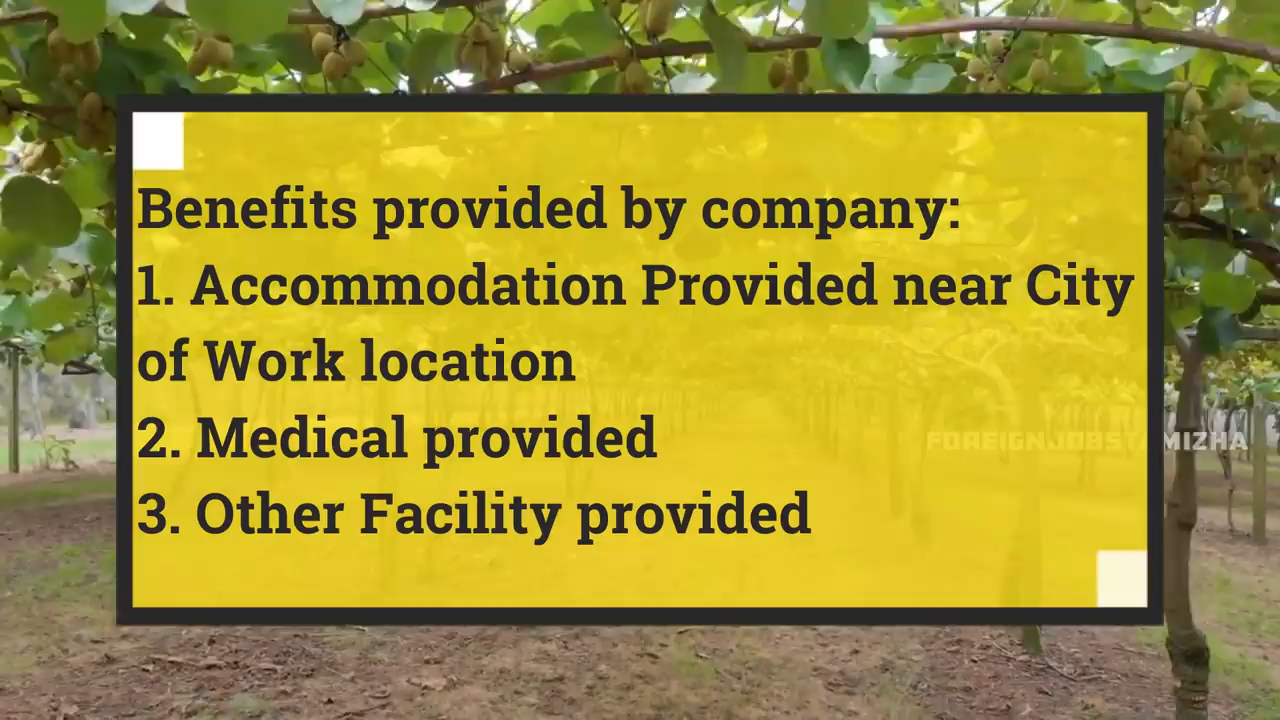 Benefits provided by company:
1. Accommodation Provided near City
of Work location
2. Medical provided
3. Other Facility provided
FOREIGNJOBSTAMIZHA